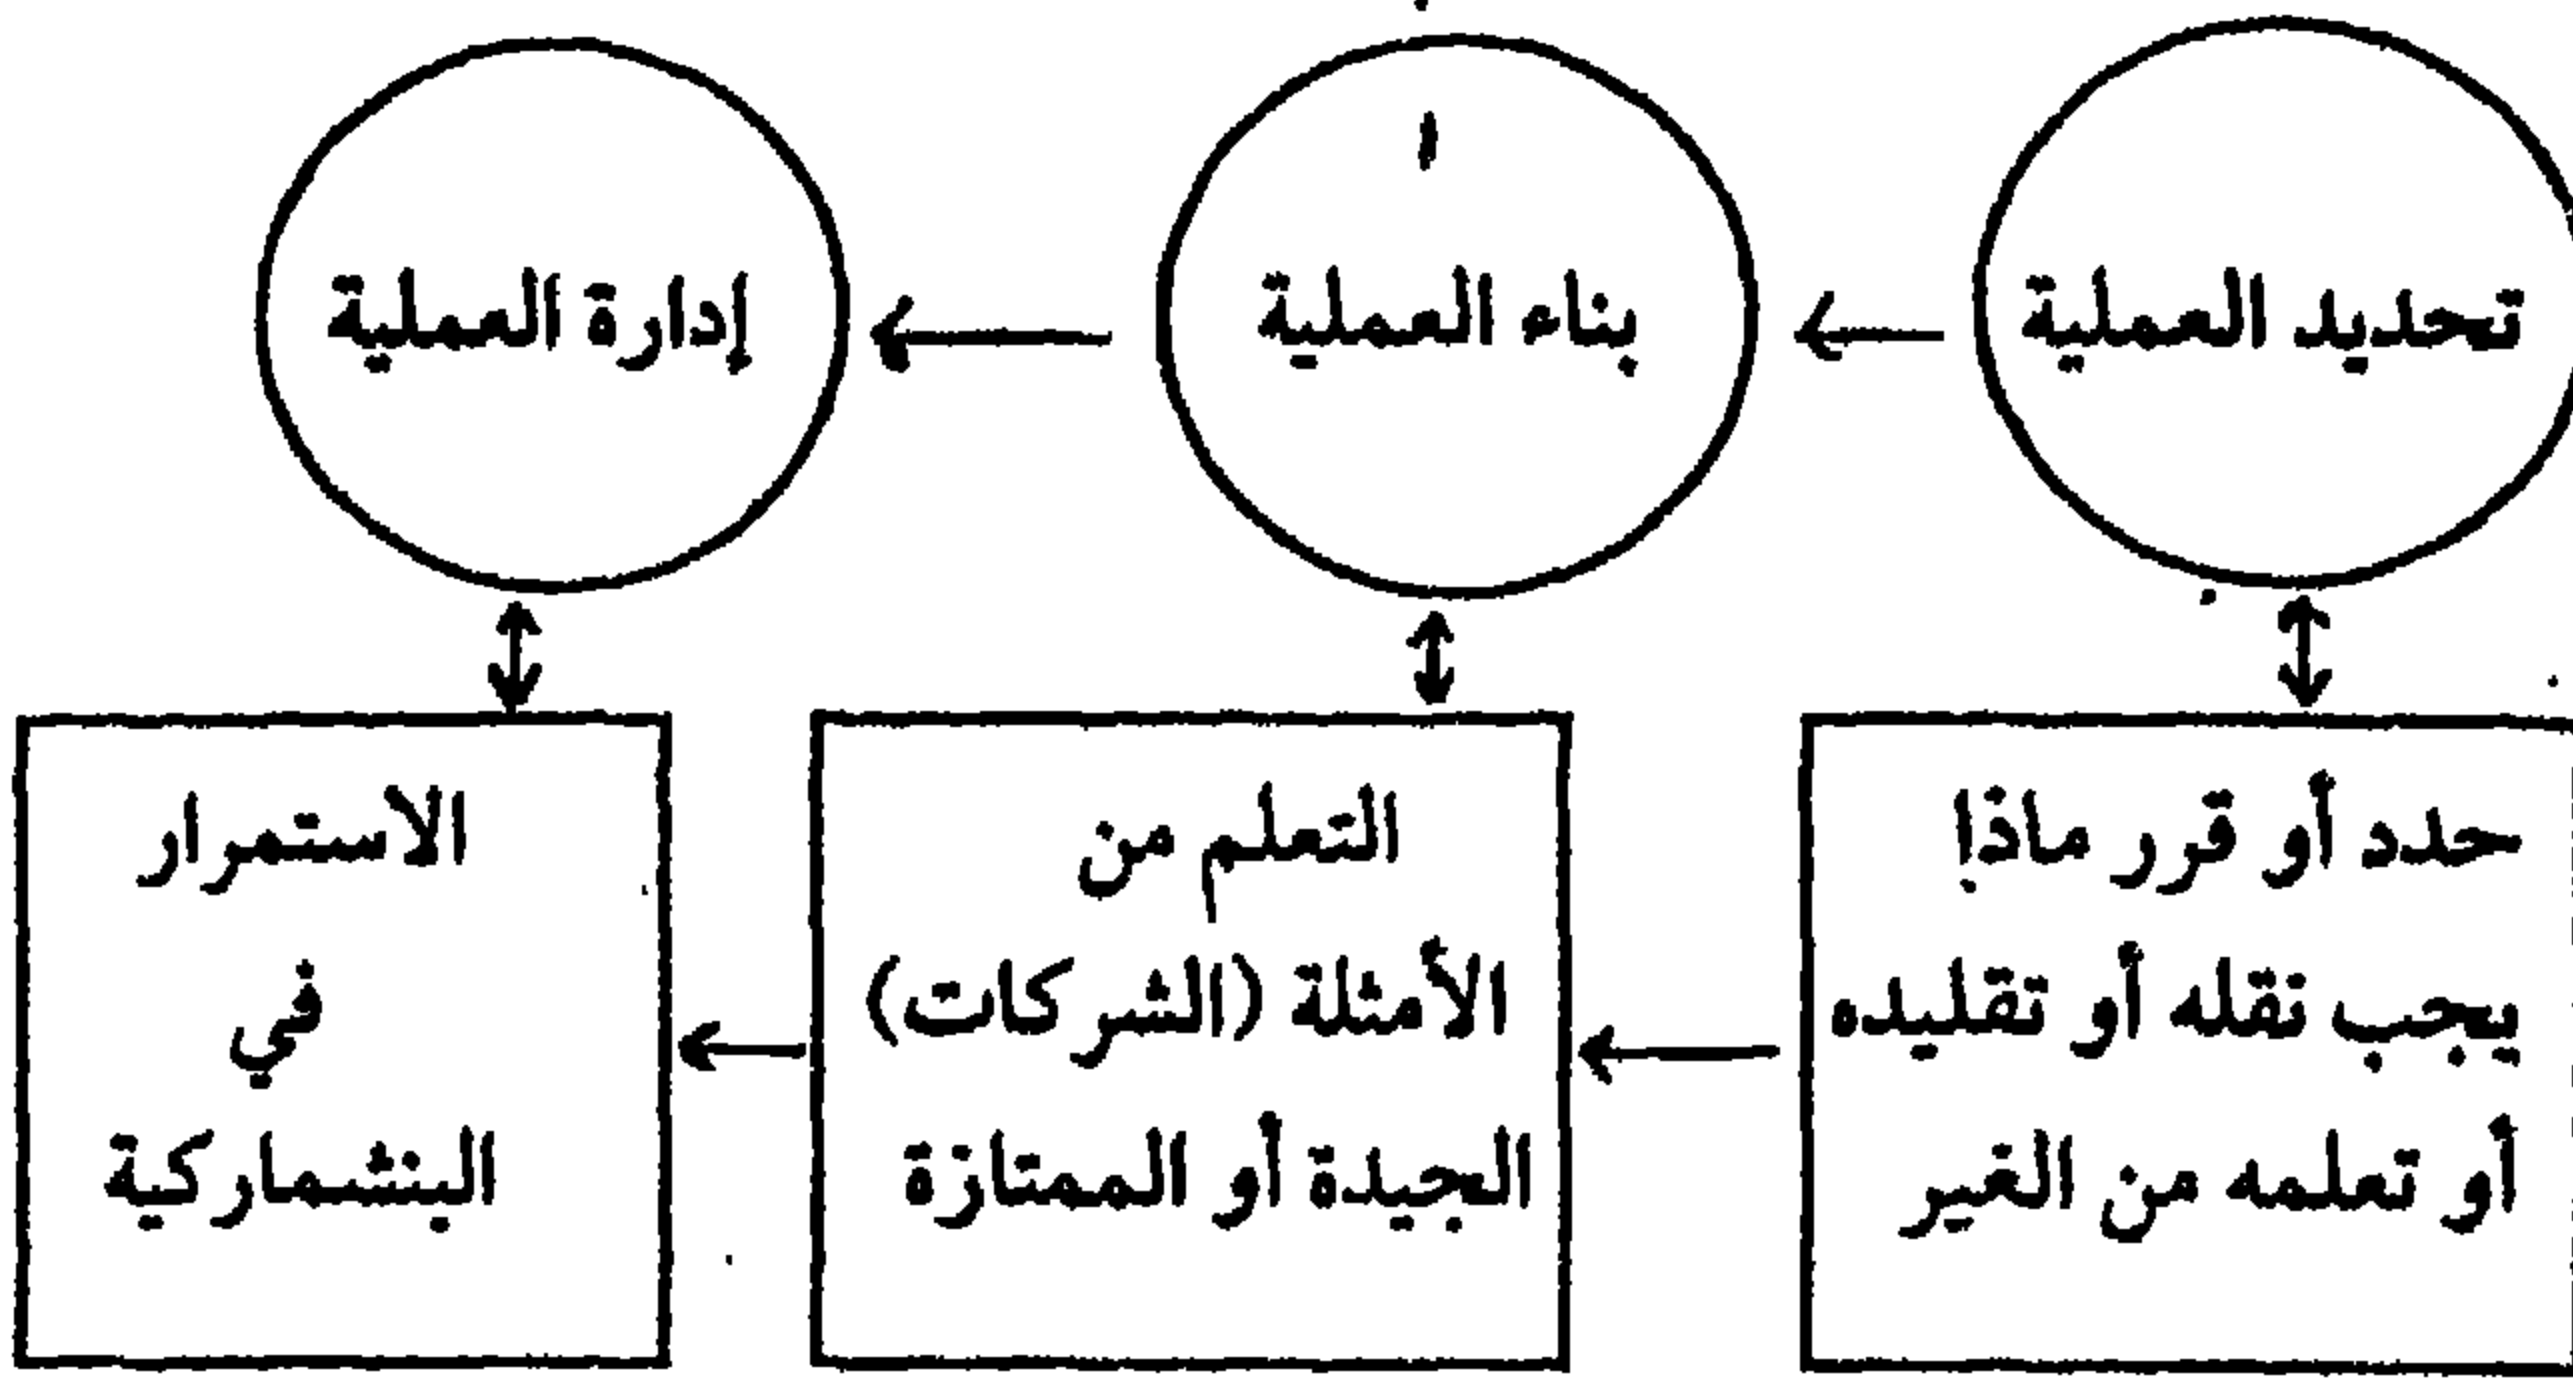 تحديد العملية
بناء العملية
إدارة العملية
حدد أو قرر ماذا
يجب نقله أو تقليده
أو تعلمه من الغير
التعلم من
الأمثلة (الشركات)
الجيدة أو الممتازة
الاستمرار
في
البنشماركية